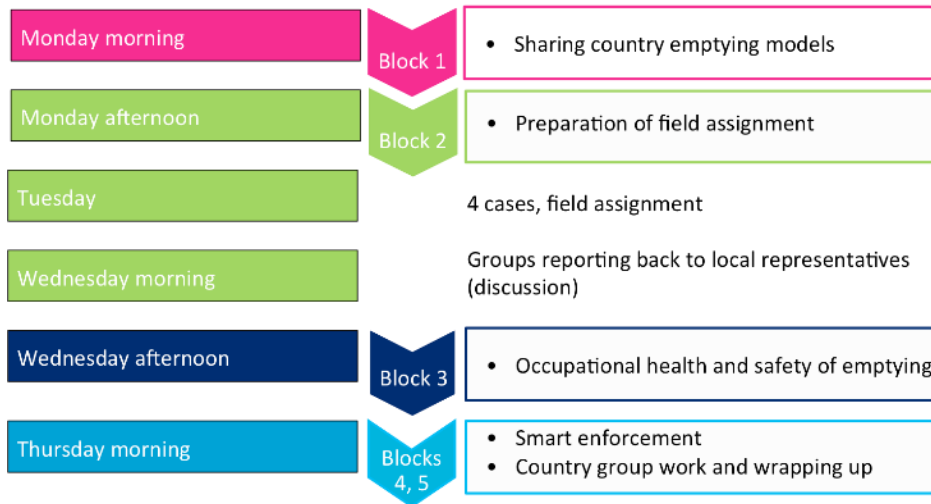 Monday morning
Block 1
• Sharing country emptying models
Monday afternoon
Block 2
• Preparation of field assignment
Tuesday
4 cases, field assignment
Wednesday morning
Groups reporting back to local representatives
(discussion)
Wednesday afternoon
Block 3
• Occupational health and safety of emptying
Thursday morning
Blocks
4, 5
• Smart enforcement
• Country group work and wrapping up